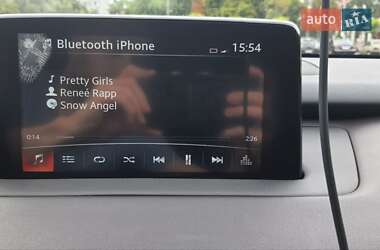 auto RIA
Bluetooth iPhone 15:54
Pretty Girls
Reneé Rapp
Snow Angel
0:14 2:26